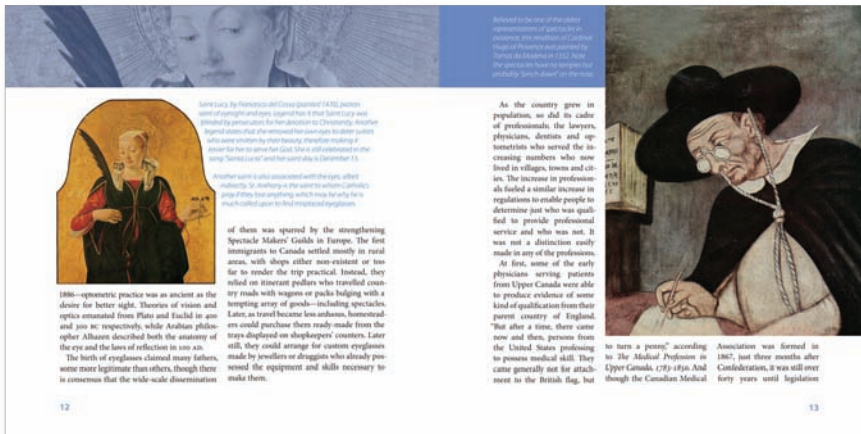 Believed to be one of the oldest
representations of spectacles in
existence, this rendition of Cardinal
Hugo of Provence was painted by
Tomaso da Modena in 1352. Note
the spectacles have no temples but
probably "pinch down" on the nose.
Saint Lucy, by Francesco del Cossa (painted 1470), patron
saint of eyesight and eyes. Legend has it that Saint Lucy was
blinded by persecutors for her devotion to Christianity. Another
legend states that she removed her own eyes to deter suitors
who were smitten by their beauty, therefore making it
easier for her to serve her God. She is still celebrated in the
song "Santa Lucia" and her saint day is December 13.
Another saint is also associated with the eyes, albeit
indirectly. St. Anthony is the saint to whom Catholics
pray if they lose anything, which may be why he is
much called upon to find misplaced eyeglasses.
1886—optometric practice was as ancient as the
desire for better sight. Theories of vision and
optics emanated from Plato and Euclid in 400
and 300 BC respectively, while Arabian philos-
opher Alhazen described both the anatomy of
the eye and the laws of reflection in 100 AD.
The birth of eyeglasses claimed many fathers,
some more legitimate than others, though there
is consensus that the wide-scale dissemination
of them was spurred by the strengthening
Spectacle Makers' Guilds in Europe. The first
immigrants to Canada settled mostly in rural
areas, with shops either non-existent or too
far to render the trip practical. Instead, they
relied on itinerant pedlars who travelled coun-
try roads with wagons or packs bulging with a
tempting array of goods—including spectacles.
Later, as travel became less arduous, homestead-
ers could purchase them ready-made from the
trays displayed on shopkeepers' counters. Later
still, they could arrange for custom eyeglasses
made by jewellers or druggists who already pos-
sessed the equipment and skills necessary to
make them.
12
As the country grew in
population, so did its cadre
of professionals; the lawyers,
physicians, dentists and op-
tometrists who served the in-
creasing numbers who now
lived in villages, towns and cit-
ies. The increase in profession-
als fueled a similar increase in
regulations to enable people to
determine just who was quali-
fied to provide professional
service and who was not. It
was not a distinction easily
made in any of the professions.
At first, some of the early
physicians serving patients
from Upper Canada were able
to produce evidence of some
kind of qualification from their
parent country of England.
"But after a time, there came
now and then, persons from
the United States professing
to possess medical skill. They
came generally not for attach-
ment to the British flag, but
to turn a penny," according
to The Medical Profession in
Upper Canada, 1783-1850. And
though the Canadian Medical
Association was formed in
1867, just three months after
Confederation, it was still over
forty years until legislation
13